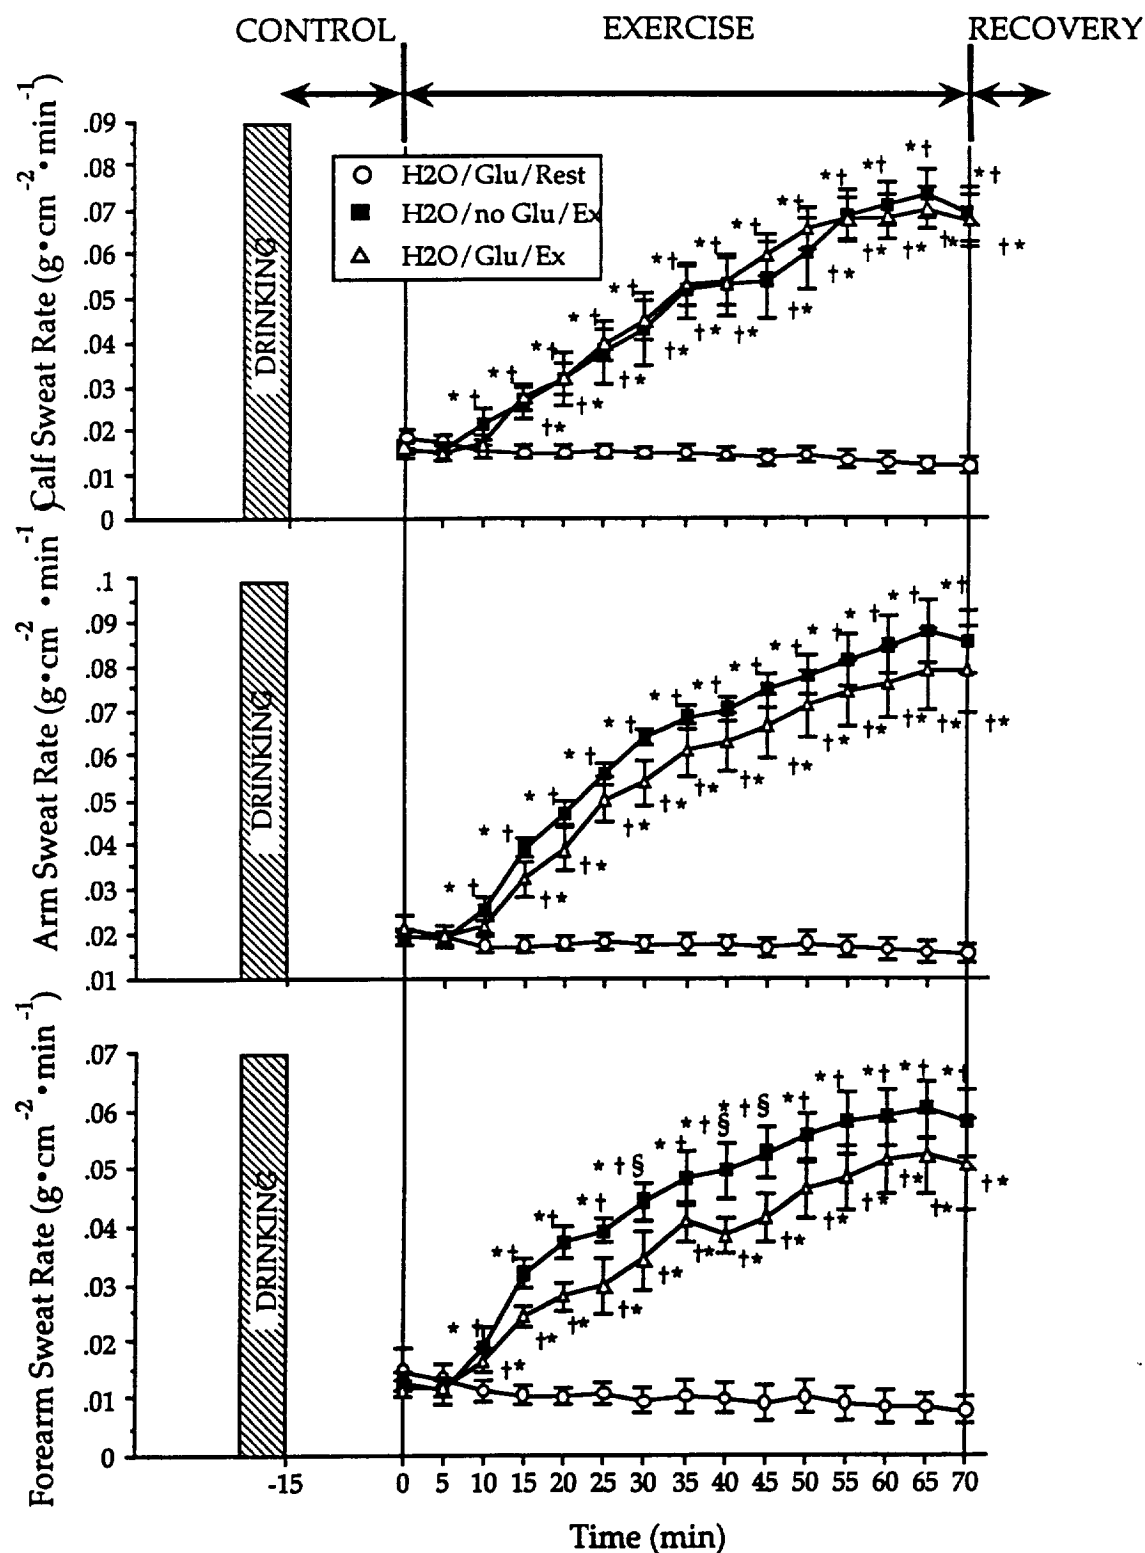 CONTROL EXERCISE RECOVERY
Calf Sweat Rate (g•cm-2•min-1)
.09
.08
.07
.06
.05
.04
.03
.02
.01
0
DRINKING
H2O/Glu/Rest
H2O/no Glu/Ex
H2O/Glu/Ex
Arm Sweat Rate (g•cm-2•min-1)
.1
.09
.08
.07
.06
.05
.04
.03
.02
.01
DRINKING
Forearm Sweat Rate (g•cm-2•min-1)
.07
.06
.05
.04
.03
.02
.01
0
DRINKING
-15 0 5 10 15 20 25 30 35 40 45 50 55 60 65 70
Time (min)